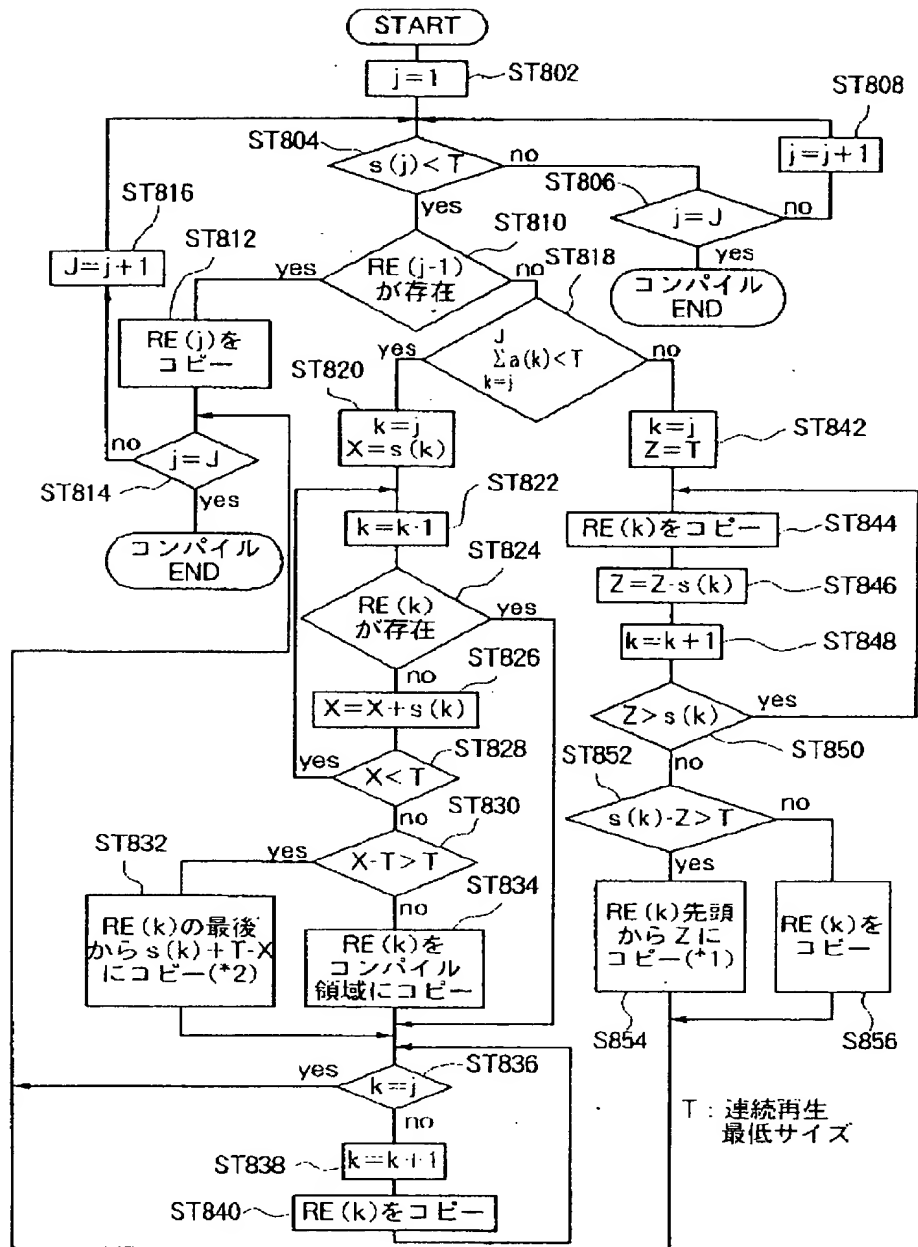 START
j=1
ST802
ST808
ST804
s(j)<T
no
j=j+1
ST806
yes
j=J
no
ST816
ST810
yes
J=j+1
ST812
ST818
コンパイル
END
yes
RE(j-1)
が存在
no
RE(j)を
コピー
J
Σa(k)<T
k=j
yes
no
ST820
k=j
X=s(k)
k=j
Z=T
ST842
no
j=J
ST814
yes
ST822
k=k-1
コンパイル
END
RE(k)をコピー
ST844
ST824
Z=Z-s(k)
ST846
RE(k)
が存在
yes
k=k+1
ST848
no
ST826
X=X+s(k)
Z>s(k)
yes
ST828
ST850
yes
X<T
ST852
no
no
ST830
s(k)-Z>T
no
ST832
yes
X-T>T
ST834
yes
no
RE(k)の最後
からs(k)+T-X
にコピー(*2)
RE(k)を
コンパイル
領域にコピー
RE(k)先頭
からZに
コピー(*1)
RE(k)を
コピー
S854
S856
yes
k=j
ST836
no
T:連続再生
最低サイズ
ST838
k=k+1
ST840
RE(k)をコピー